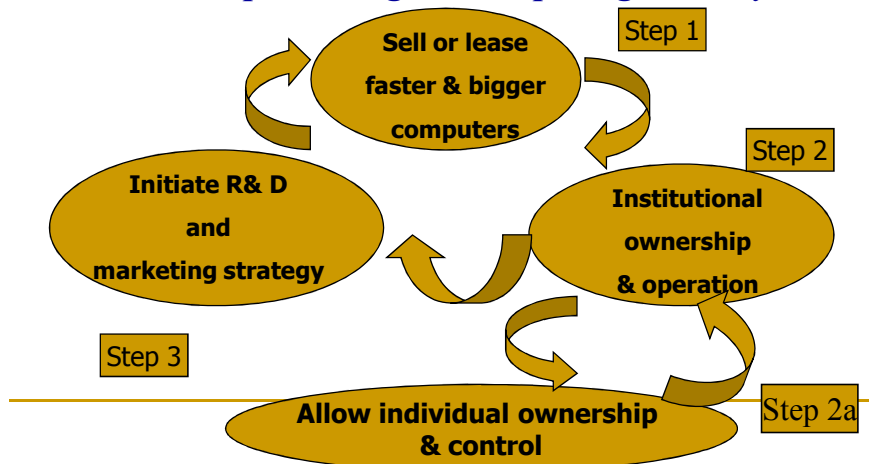 Step 1
Sell or lease
faster & bigger
computers
Step 2
Initiate R& D
and
marketing strategy
Institutional
ownership
& operation
Step 3
Allow individual ownership
& control
Step 2a